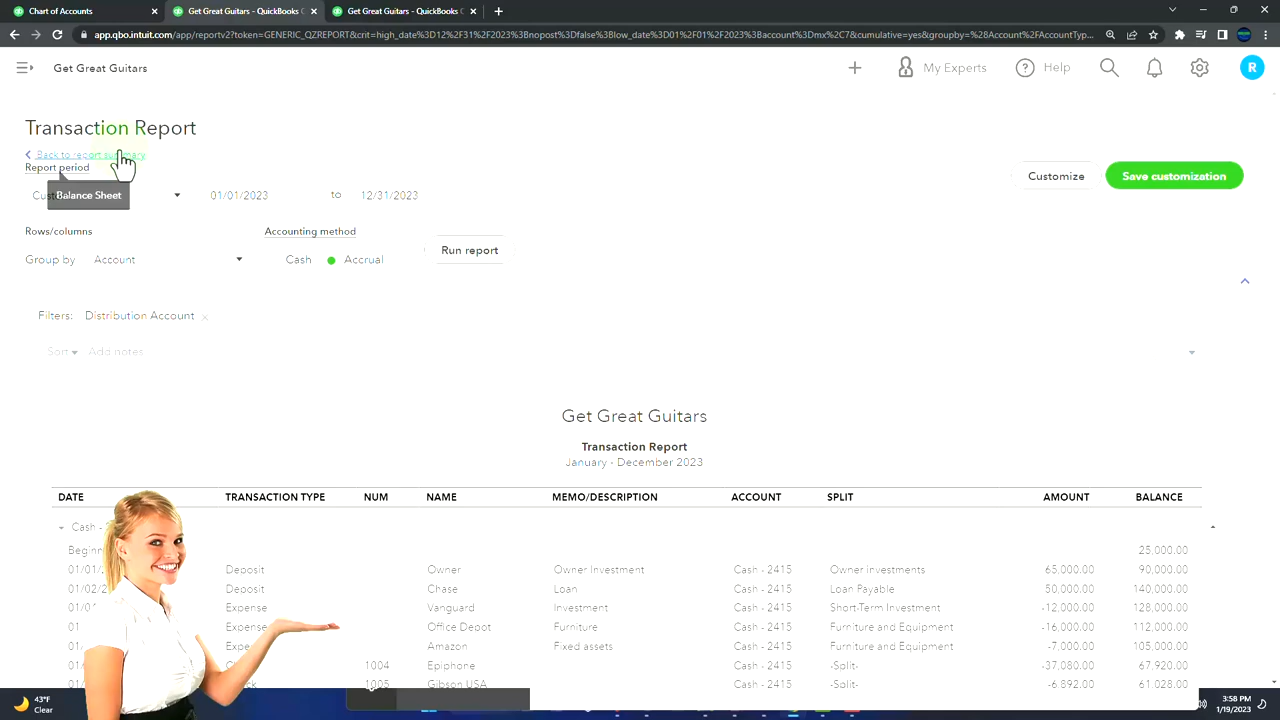 Chart of Accounts
Get Great Guitars - QuickBooks C
Get Great Guitars - QuickBooks C
app.qbo.intuit.com/app/reportv2?token=GENERIC_QZREPORT&crit=high_date%3D12%2F31%2F2023%3Bnopost%3Dfalse%3Blow_date%3D01%2F01%2F2023%3Baccount%3Dmx%2C7&cumulative=yes&groupby=%28Account%2FAccountTyp...
Get Great Guitars
My Experts
Help
R
Transaction Report
Back to report summary
Report period
Balance Sheet
01/01/2023 to 12/31/2023
Customize
Save customization
Rows/columns
Accounting method
Group by Account
Cash Accrual
Run report
Filters: Distribution Account
Sort Add notes
Get Great Guitars
Transaction Report
January - December 2023
DATE TRANSACTION TYPE NUM NAME MEMO/DESCRIPTION ACCOUNT SPLIT AMOUNT BALANCE
Cash -
25,000.00
Deposit Owner Owner Investment Cash - 2415 Owner Investments 65,000.00 90,000.00
Deposit Chase Loan Cash - 2415 Loan Payable 50,000.00 140,000.00
Expense Vanguard Investment Cash - 2415 Short-Term Investment -12,000.00 128,000.00
Expense Office Depot Furniture Cash - 2415 Furniture and Equipment -16,000.00 112,000.00
Amazon Fixed assets Cash - 2415 Furniture and Equipment -7,000.00 105,000.00
1004 Epiphone Cash - 2415 -Split- -37,080.00 67,920.00
1005 Gibson USA Cash - 2415 -Split- -6,892.00 61,028.00
43°F
Clear
3:58 PM
1/19/2023